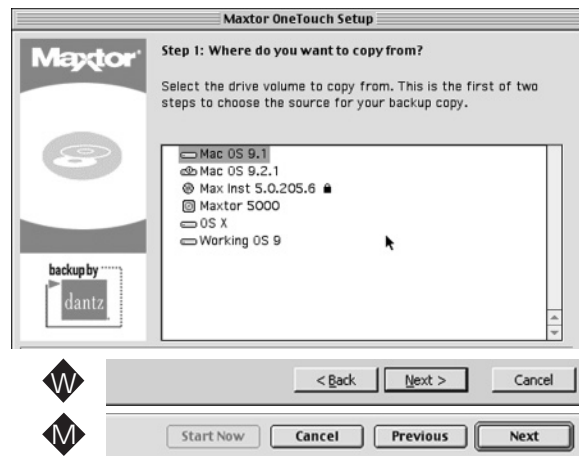 Maxtor OneTouch Setup
Maxtor
Step 1: Where do you want to copy from?
Select the drive volume to copy from. This is the first of two
steps to choose the source for your backup copy.
Mac OS 9.1
Mac OS 9.2.1
Max Inst 5.0.205.6
Maxtor 5000
OS X
Working OS 9
backup by
dantz
W
< Back Next > Cancel
M
Start Now Cancel Previous Next